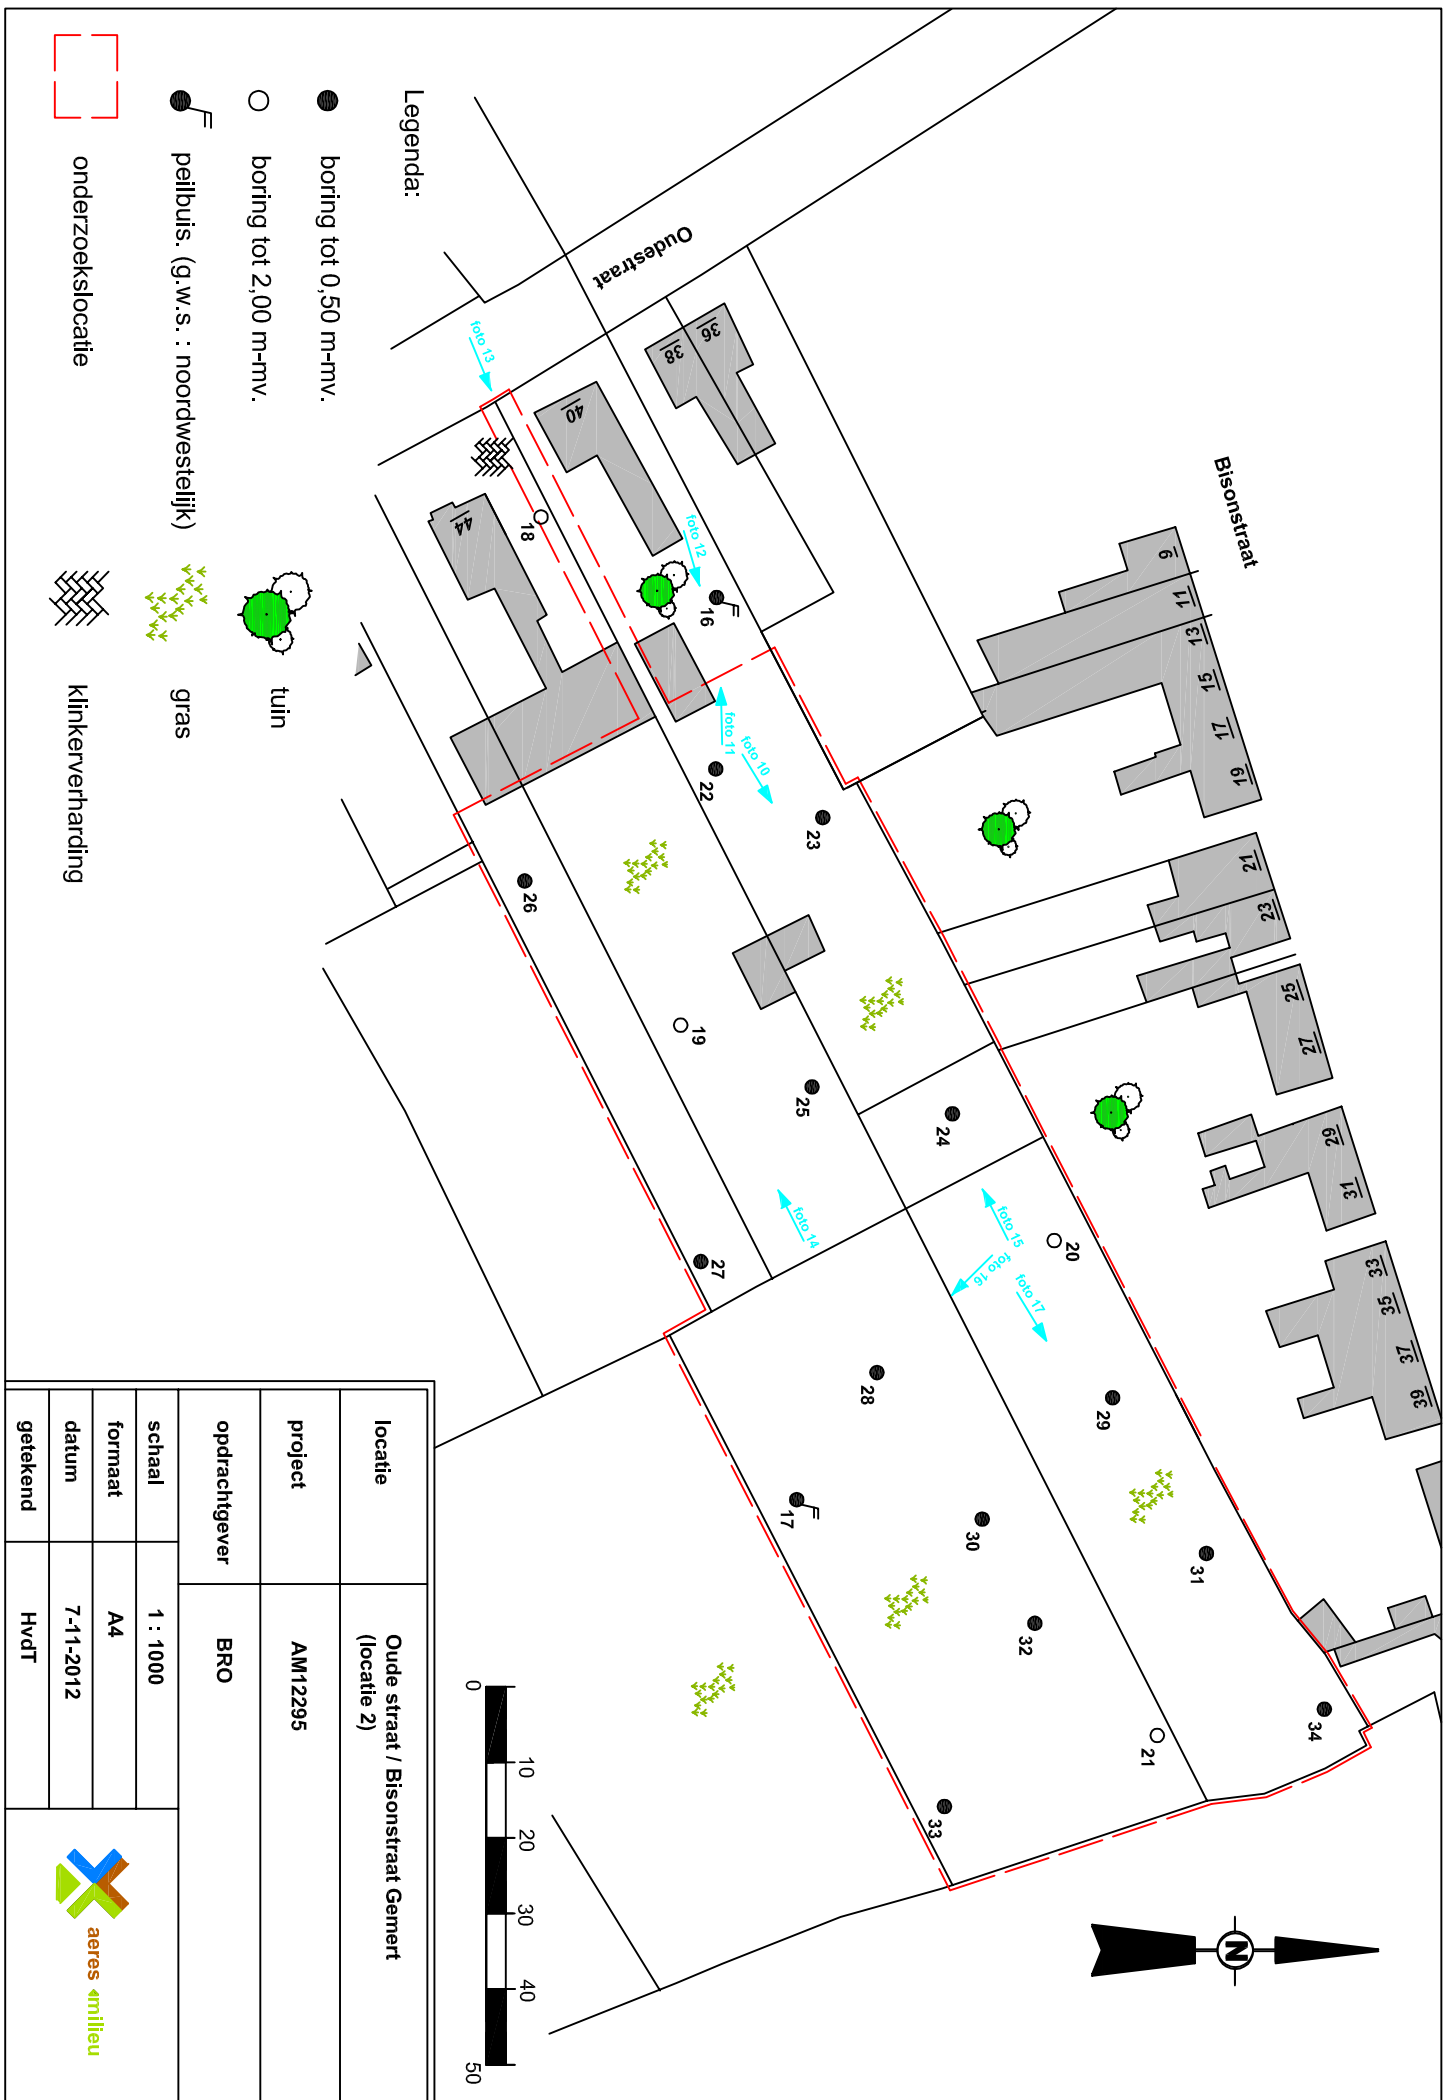 Bisonstraat
9
11
13
15
17
19
21
23
25
27
29
31
33
35
37
39
Oudestraat
36
38
40
44
foto 13
foto 12
foto 11
foto 10
foto 14
foto 15
foto 16
foto 17
16
18
22
23
26
19
25
24
27
20
28
29
17
30
31
32
21
34
33
N
Legenda:
boring tot 0,50 m-mv.
boring tot 2,00 m-mv.
peilbuis. (g.w.s. : noordwestelijk)
onderzoekslocatie
tuin
gras
klinkerverharding
0 10 20 30 40 50
locatie Oude straat / Bisonstraat Gemert
(locatie 2)
project AM12295
opdrachtgever BRO
schaal 1 : 1000
formaat A4
datum 7-11-2012
getekend HvdT
aeres milieu